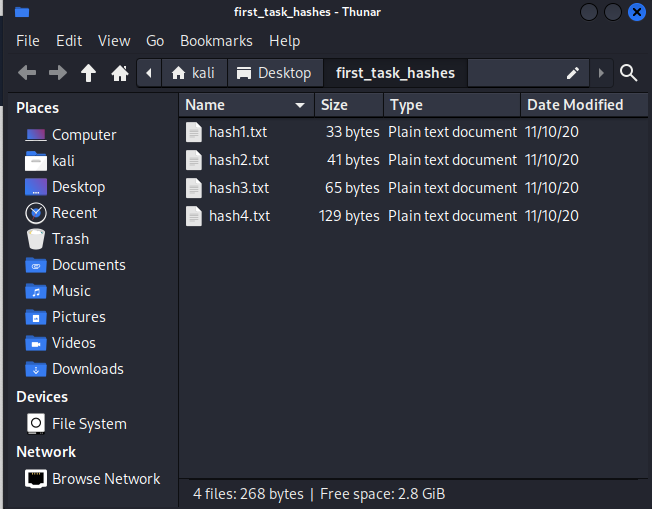 first_task_hashes - Thunar
File Edit View Go Bookmarks Help
kali Desktop first_task_hashes
Places
Computer
kali
Desktop
Recent
Trash
Documents
Music
Pictures
Videos
Downloads
Devices
File System
Network
Browse Network
Name Size Type Date Modified
hash1.txt 33 bytes Plain text document 11/10/20
hash2.txt 41 bytes Plain text document 11/10/20
hash3.txt 65 bytes Plain text document 11/10/20
hash4.txt 129 bytes Plain text document 11/10/20
4 files: 268 bytes | Free space: 2.8 GiB